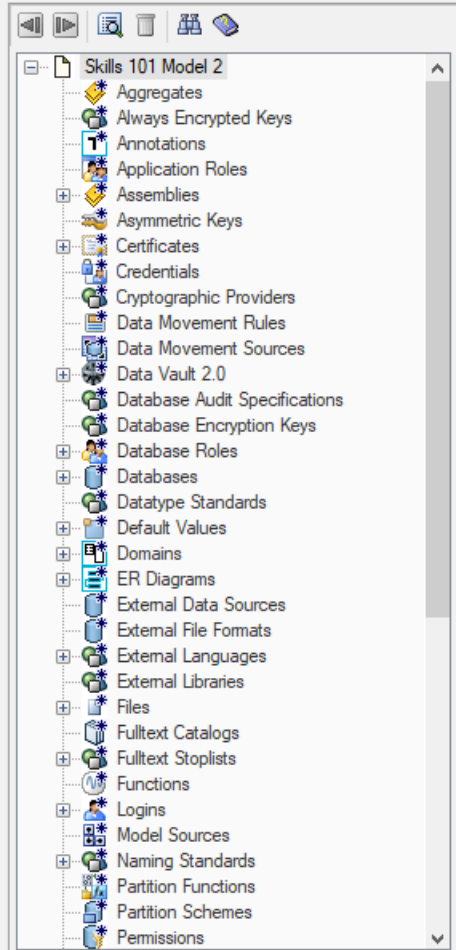 Skills 101 Model 2
Aggregates
Always Encrypted Keys
Annotations
Application Roles
Assemblies
Asymmetric Keys
Certificates
Credentials
Cryptographic Providers
Data Movement Rules
Data Movement Sources
Data Vault 2.0
Database Audit Specifications
Database Encryption Keys
Database Roles
Databases
Datatype Standards
Default Values
Domains
ER Diagrams
External Data Sources
External File Formats
External Languages
External Libraries
Files
Fulltext Catalogs
Fulltext Stoplists
Functions
Logins
Model Sources
Naming Standards
Partition Functions
Partition Schemes
Permissions